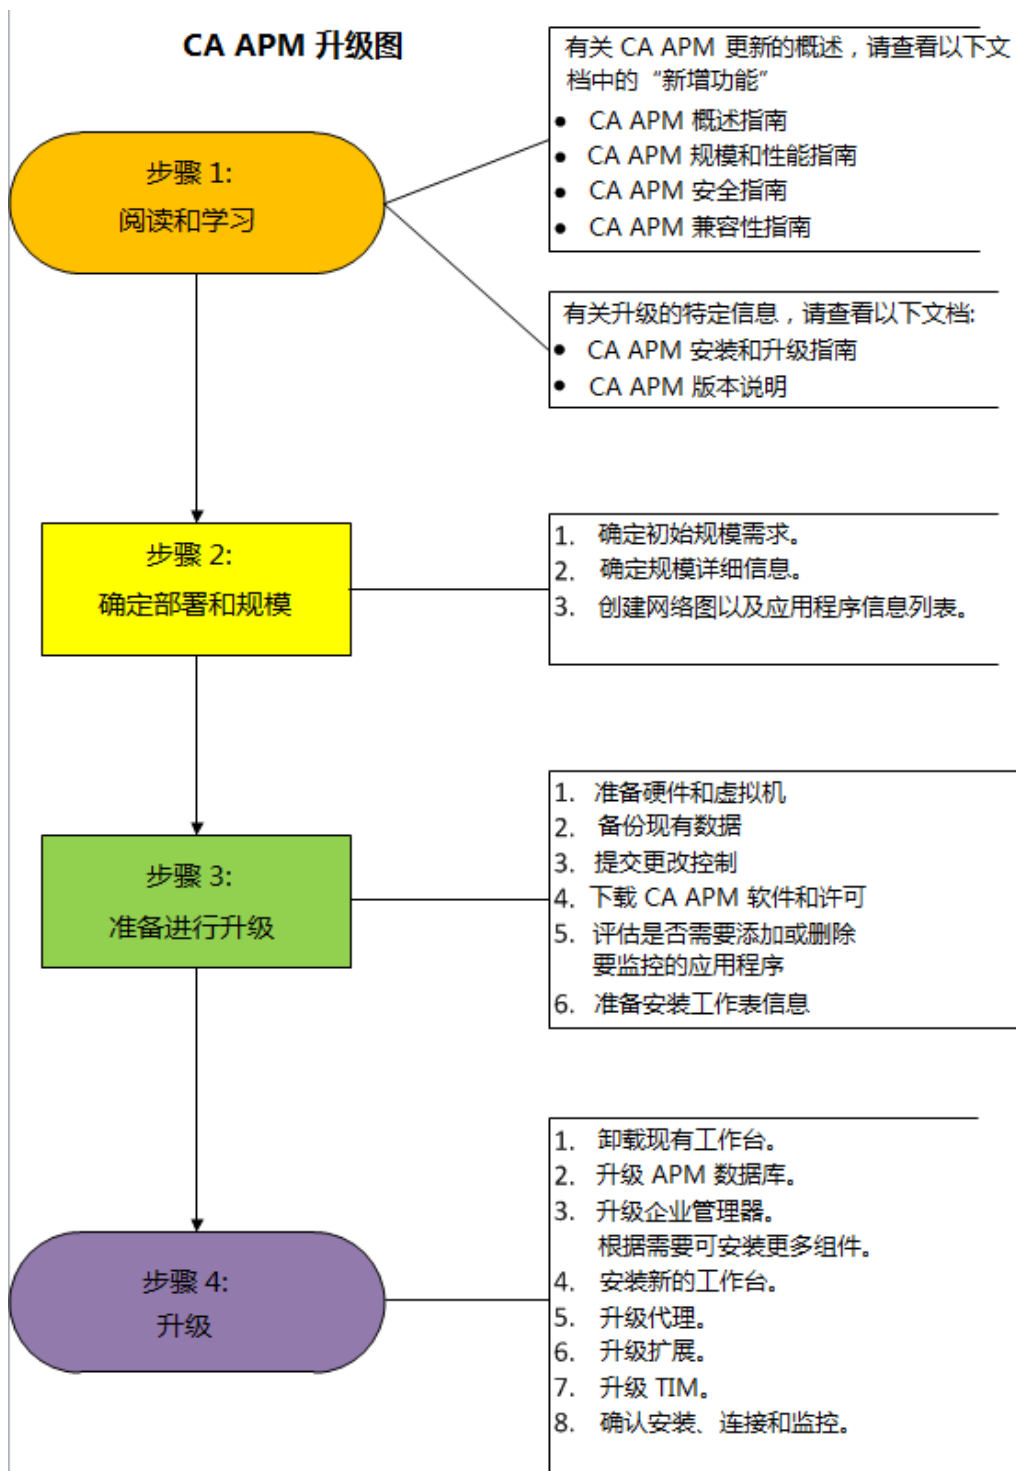 CA APM 升级图
有关 CA APM 更新的概述，请查看以下文
档中的“新增功能”
● CA APM 概述指南
● CA APM 规模和性能指南
● CA APM 安全指南
● CA APM 兼容性指南
步骤 1:
阅读和学习
有关升级的特定信息，请查看以下文档:
● CA APM 安装和升级指南
● CA APM 版本说明
步骤 2:
确定部署和规模
1. 确定初始规模需求。
2. 确定规模详细信息。
3. 创建网络图以及应用程序信息列表。
步骤 3:
准备进行升级
1. 准备硬件和虚拟机
2. 备份现有数据
3. 提交更改控制
4. 下载 CA APM 软件和许可
5. 评估是否需要添加或删除
要监控的应用程序
6. 准备安装工作表信息
步骤 4:
升级
1. 卸载现有工作台。
2. 升级 APM 数据库。
3. 升级企业管理器。
根据需要可安装更多组件。
4. 安装新的工作台。
5. 升级代理。
6. 升级扩展。
7. 升级 TIM。
8. 确认安装、连接和监控。